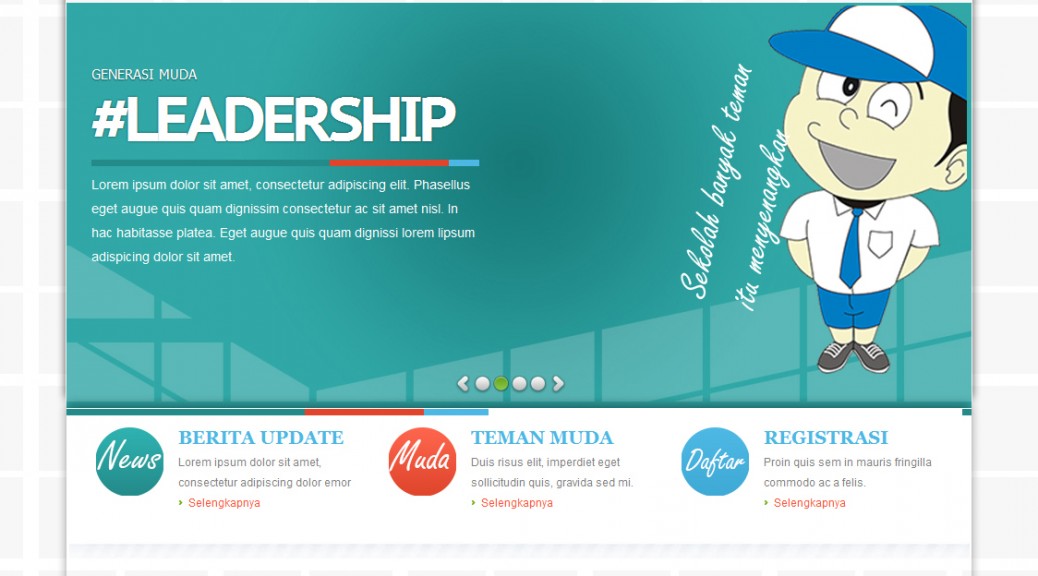 GENERASI MUDA
#LEADERSHIP
Lorem ipsum dolor sit amet, consectetur adipiscing elit. Phasellus
eget augue quis quam dignissim consectetur ac sit amet nisl. In
hac habitasse platea. Eget augue quis quam dignissi lorem lipsum
adispicing dolor sit amet.
Sekolah banyak teman
itu menyenangkan
News
BERITA UPDATE
Lorem ipsum dolor sit amet,
consectetur adipiscing dolor emor
Selengkapnya
Muda
TEMAN MUDA
Duis risus elit, imperdiet eget
sollicitudin quis, gravida sed mi.
Selengkapnya
Daftar
REGISTRASI
Proin quis sem in mauris fringilla
commodo ac a felis.
Selengkapnya